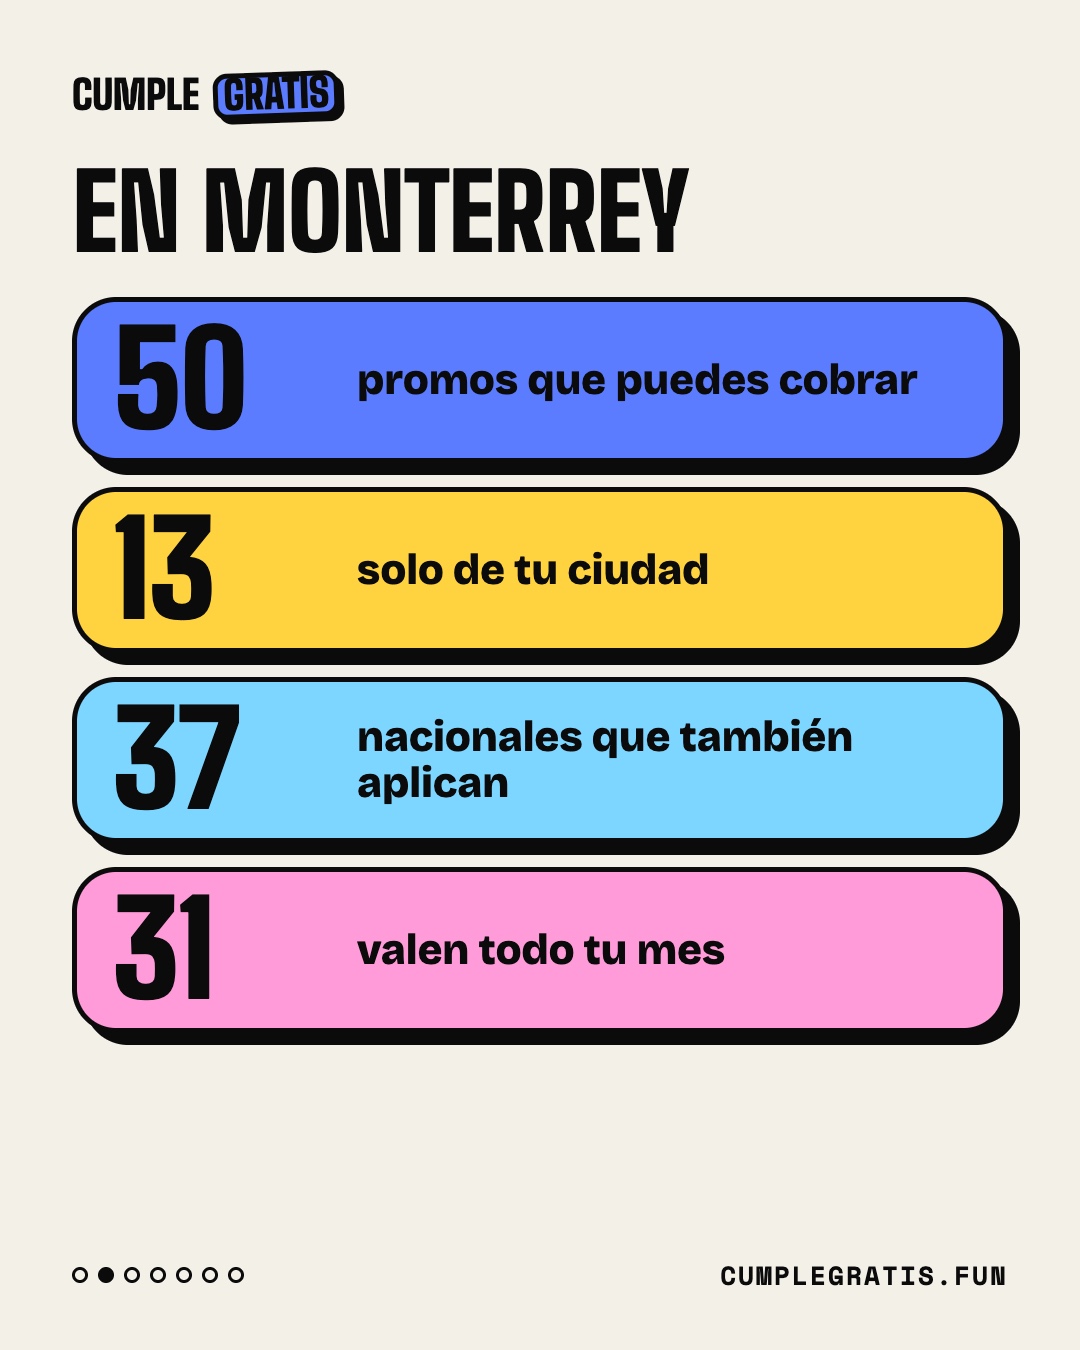 CUMPLE GRATIS
EN MONTERREY
50 promos que puedes cobrar
13 solo de tu ciudad
37 nacionales que también
aplican
31 valen todo tu mes
CUMPLEGRATIS.FUN